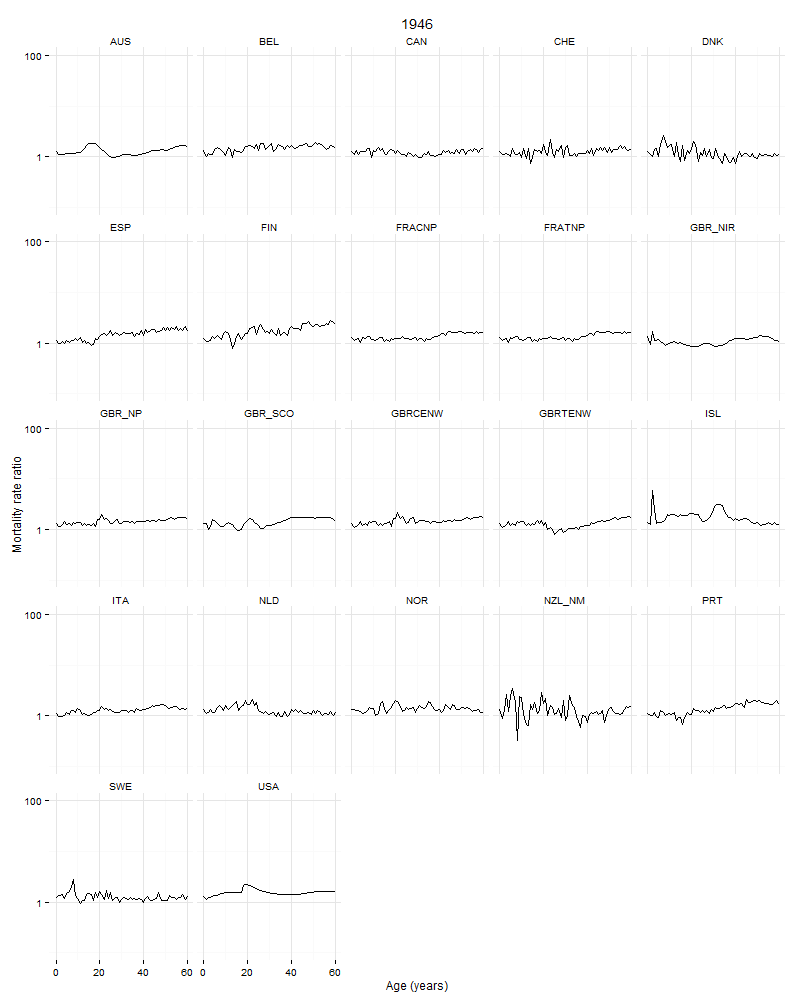 1946
AUS BEL CAN CHE DNK
100
1
ESP FIN FRACNP FRATNP GBR_NIR
100
1
GBR_NP GBR_SCO GBRCENW GBRTENW ISL
100
1
Mortality rate ratio
ITA NLD NOR NZL_NM PRT
100
1
SWE USA
100
1
0 20 40 60 0 20 40 60
Age (years)